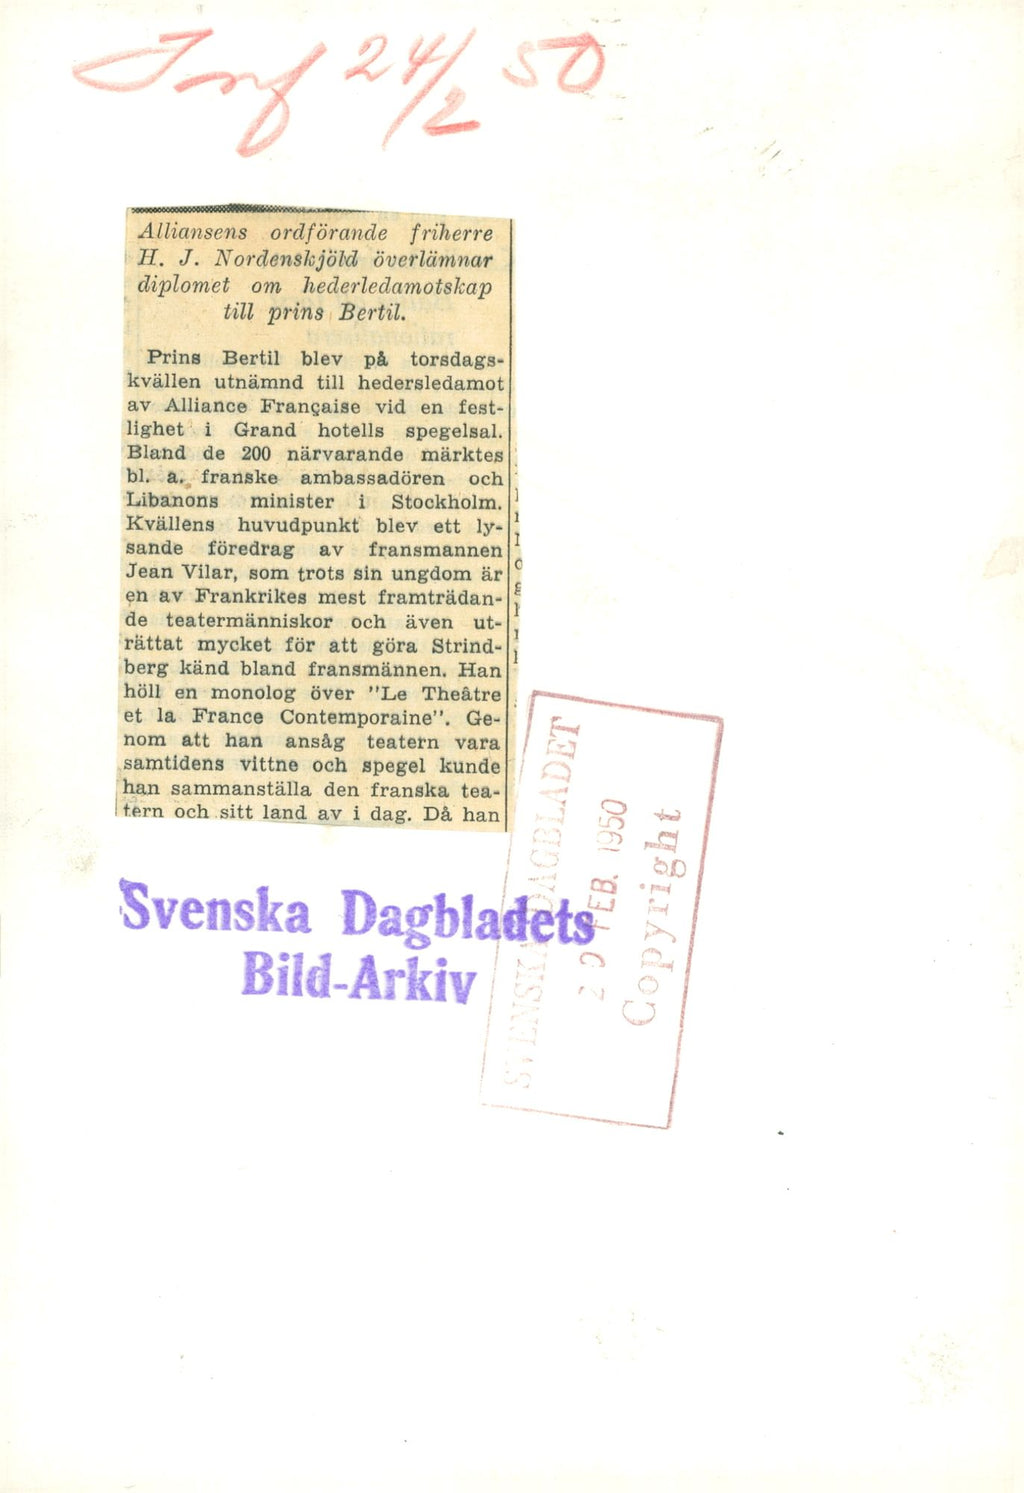 Inf 24/2 50
Alliansens ordförande friherre
H. J. Nordenskjöld överlämnar
diplomet om hederledamotskap
till prins Bertil.
Prins Bertil blev på torsdags-
kvällen utnämnd till hedersledamot
av Alliance Française vid en fest-
lighet i Grand hotells spegelsal.
Bland de 200 närvarande märktes
bl. a. franske ambassadören och
Libanons minister i Stockholm.
Kvällens huvudpunkt blev ett ly-
sande föredrag av fransmannen
Jean Vilar, som trots sin ungdom är
en av Frankrikes mest framträdan-
de teatermänniskor och även ut-
rättat mycket för att göra Strind-
berg känd bland fransmännen. Han
höll en monolog över "Le Theâtre
et la France Contemporaine". Ge-
nom att han ansåg teatern vara
samtidens vittne och spegel kunde
han sammanställa den franska tea-
tern och sitt land av i dag. Då han
Svenska Dagbladets
Bild-Arkiv
SVENSKA DAGBLADET
FEB. 1950
Copyright